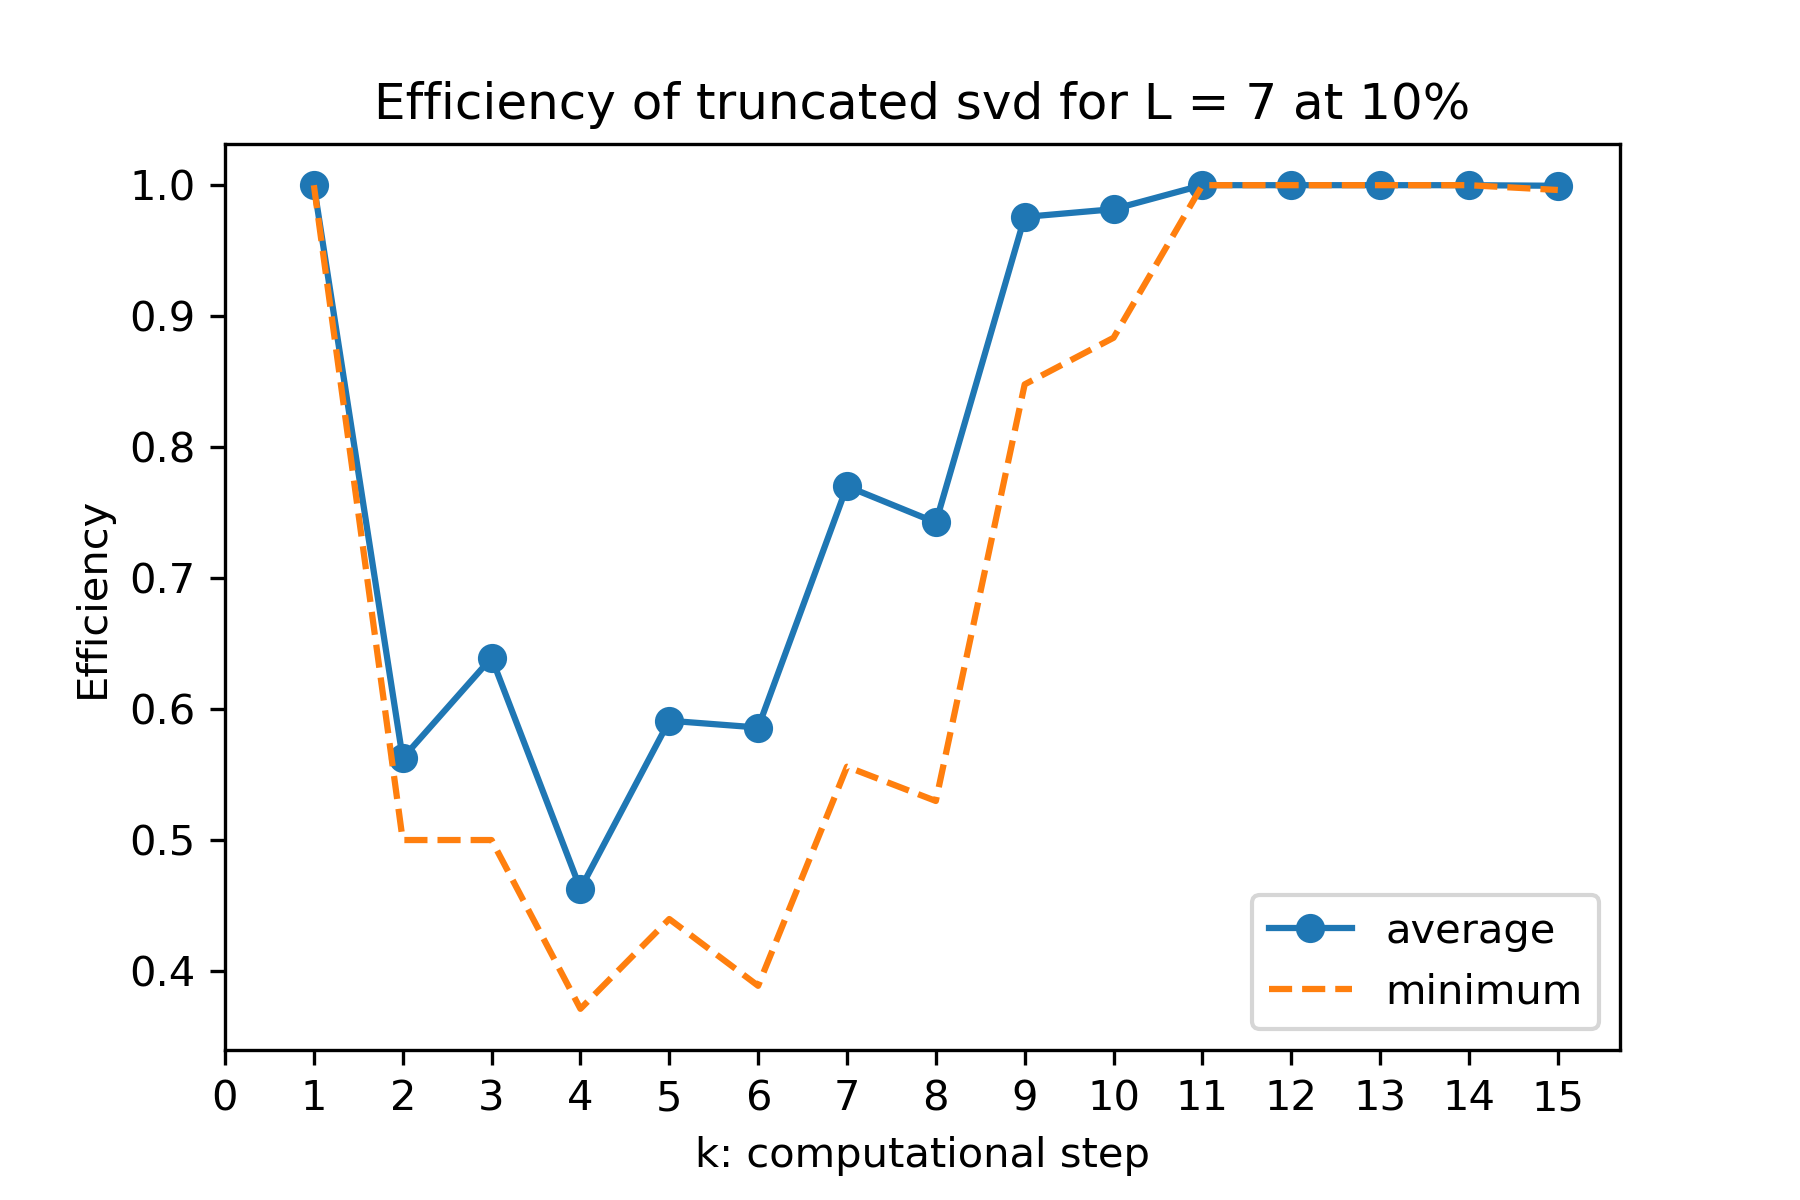 Efficiency of truncated svd for L = 7 at 10%
Efficiency
1.0
0.9
0.8
0.7
0.6
0.5
0.4
0 1 2 3 4 5 6 7 8 9 10 11 12 13 14 15
k: computational step
average
minimum